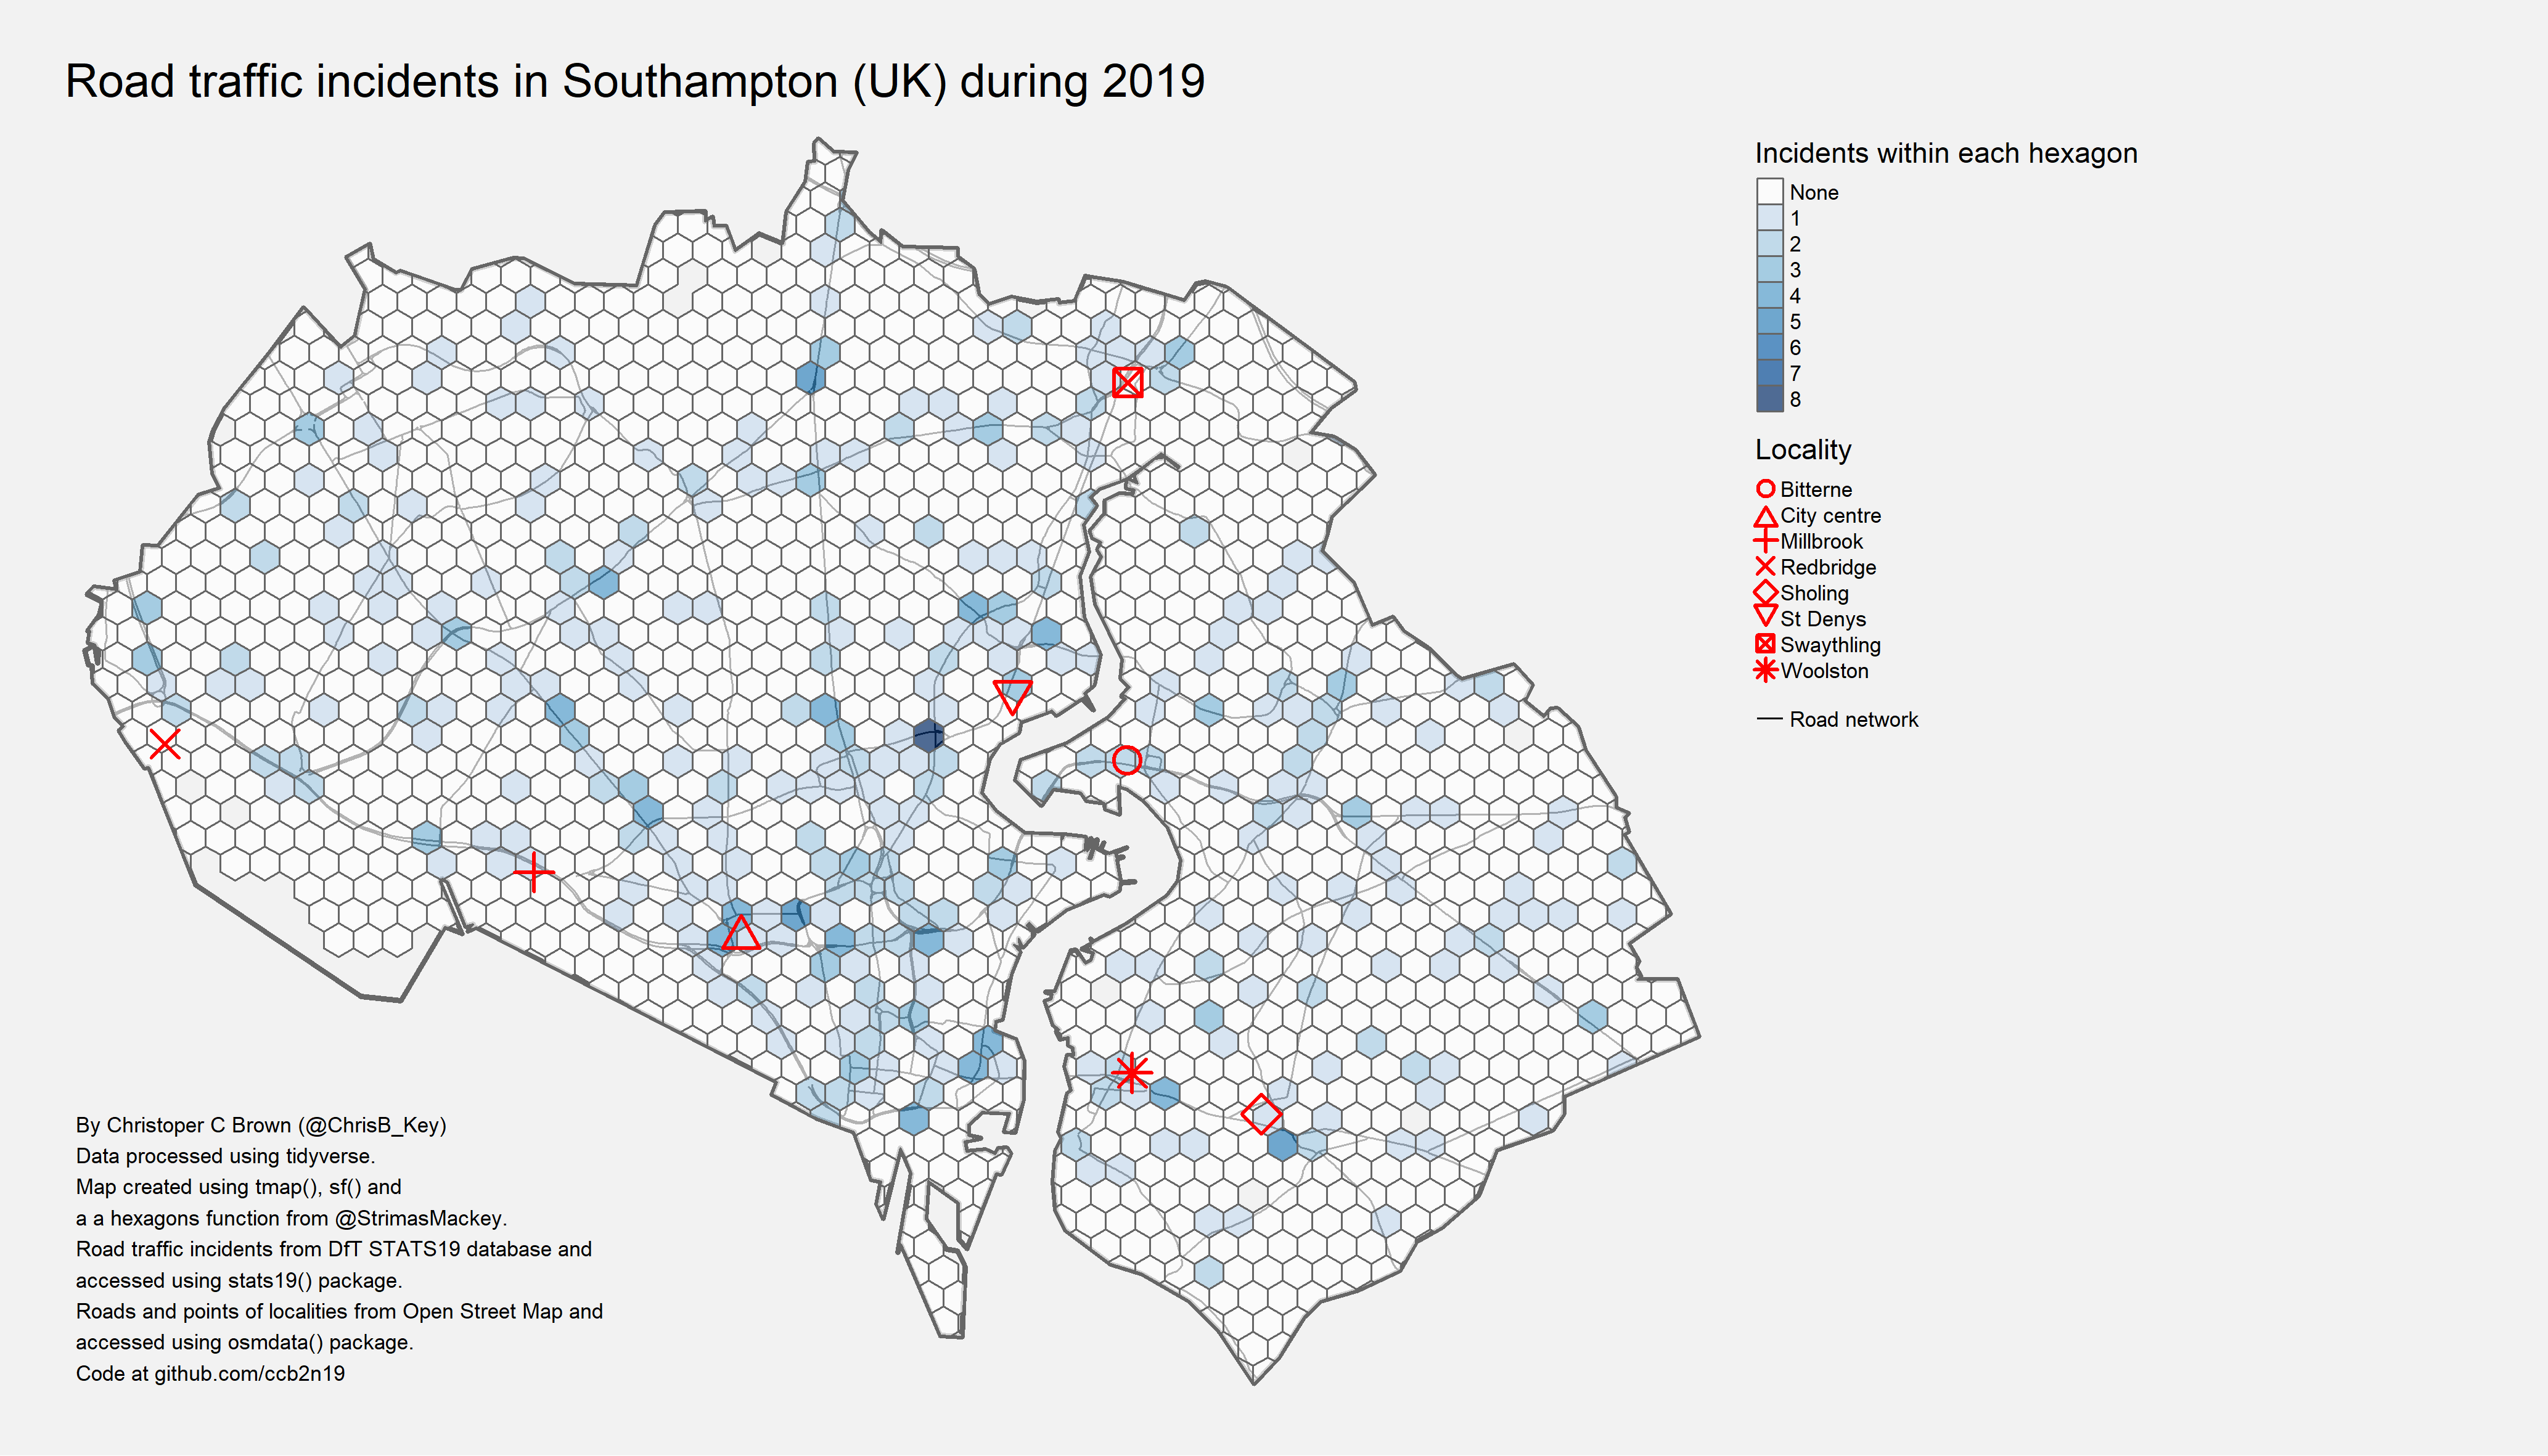 Road traffic incidents in Southampton (UK) during 2019
Incidents within each hexagon
None
1
2
3
4
5
6
7
8
Locality
Bitterne
City centre
Millbrook
Redbridge
Sholing
St Denys
Swaythling
Woolston
Road network
By Christoper C Brown (@ChrisB_Key)
Data processed using tidyverse.
Map created using tmap(), sf() and
a a hexagons function from @StrimasMackey.
Road traffic incidents from DfT STATS19 database and
accessed using stats19() package.
Roads and points of localities from Open Street Map and
accessed using osmdata() package.
Code at github.com/ccb2n19